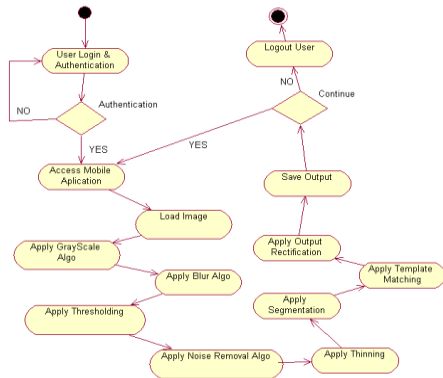 User Login &
Authentication
NO
Authentication
YES
Access Mobile
Aplication
Load Image
Apply GrayScale
Algo
Apply Blur Algo
Apply Thresholding
Apply Noise Removal Algo
Apply Thinning
Apply
Segmentation
Apply Template
Matching
Apply Output
Rectification
Save Output
Continue
YES
NO
Logout User